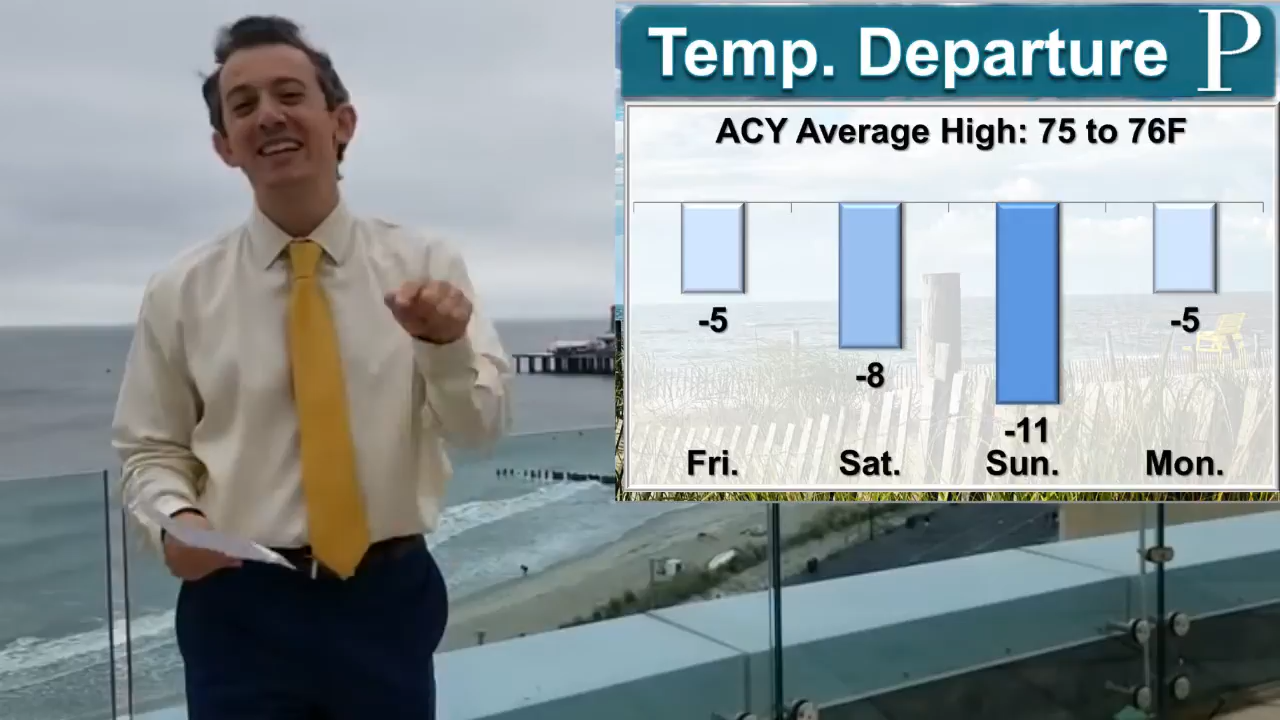 Temp. Departure P
ACY Average High: 75 to 76F
-5 -8 -11 -5
Fri. Sat. Sun. Mon.